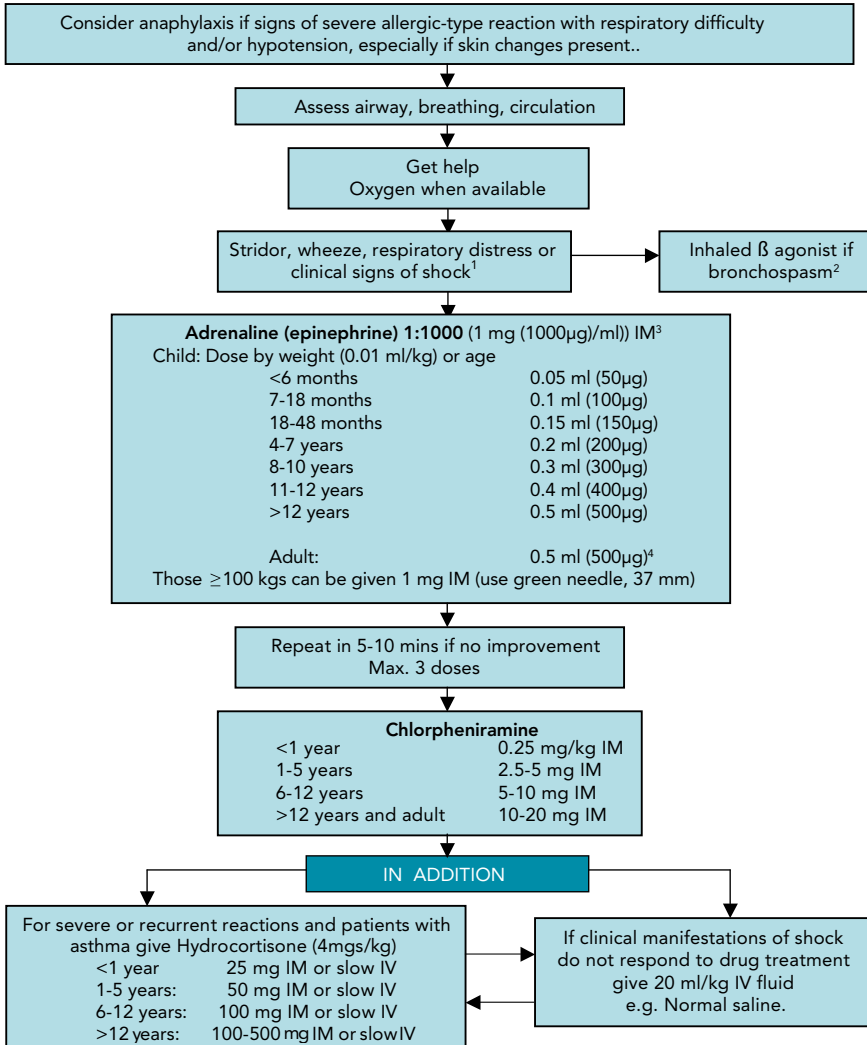 Consider anaphylaxis if signs of severe allergic-type reaction with respiratory difficulty
and/or hypotension, especially if skin changes present..
Assess airway, breathing, circulation
Get help
Oxygen when available
Stridor, wheeze, respiratory distress or
clinical signs of shock¹
Inhaled ß agonist if
bronchospasm²
Adrenaline (epinephrine) 1:1000 (1 mg (1000µg)/ml)) IM³
Child: Dose by weight (0.01 ml/kg) or age
<6 months 0.05 ml (50µg)
7-18 months 0.1 ml (100µg)
18-48 months 0.15 ml (150µg)
4-7 years 0.2 ml (200µg)
8-10 years 0.3 ml (300µg)
11-12 years 0.4 ml (400µg)
>12 years 0.5 ml (500µg)
Adult: 0.5 ml (500µg)⁴
Those ≥100 kgs can be given 1 mg IM (use green needle, 37 mm)
Repeat in 5-10 mins if no improvement
Max. 3 doses
Chlorpheniramine
<1 year 0.25 mg/kg IM
1-5 years 2.5-5 mg IM
6-12 years 5-10 mg IM
>12 years and adult 10-20 mg IM
IN ADDITION
For severe or recurrent reactions and patients with
asthma give Hydrocortisone (4mgs/kg)
<1 year 25 mg IM or slow IV
1-5 years: 50 mg IM or slow IV
6-12 years: 100 mg IM or slow IV
>12 years: 100-500 mg IM or slow IV
If clinical manifestations of shock
do not respond to drug treatment
give 20 ml/kg IV fluid
e.g. Normal saline.